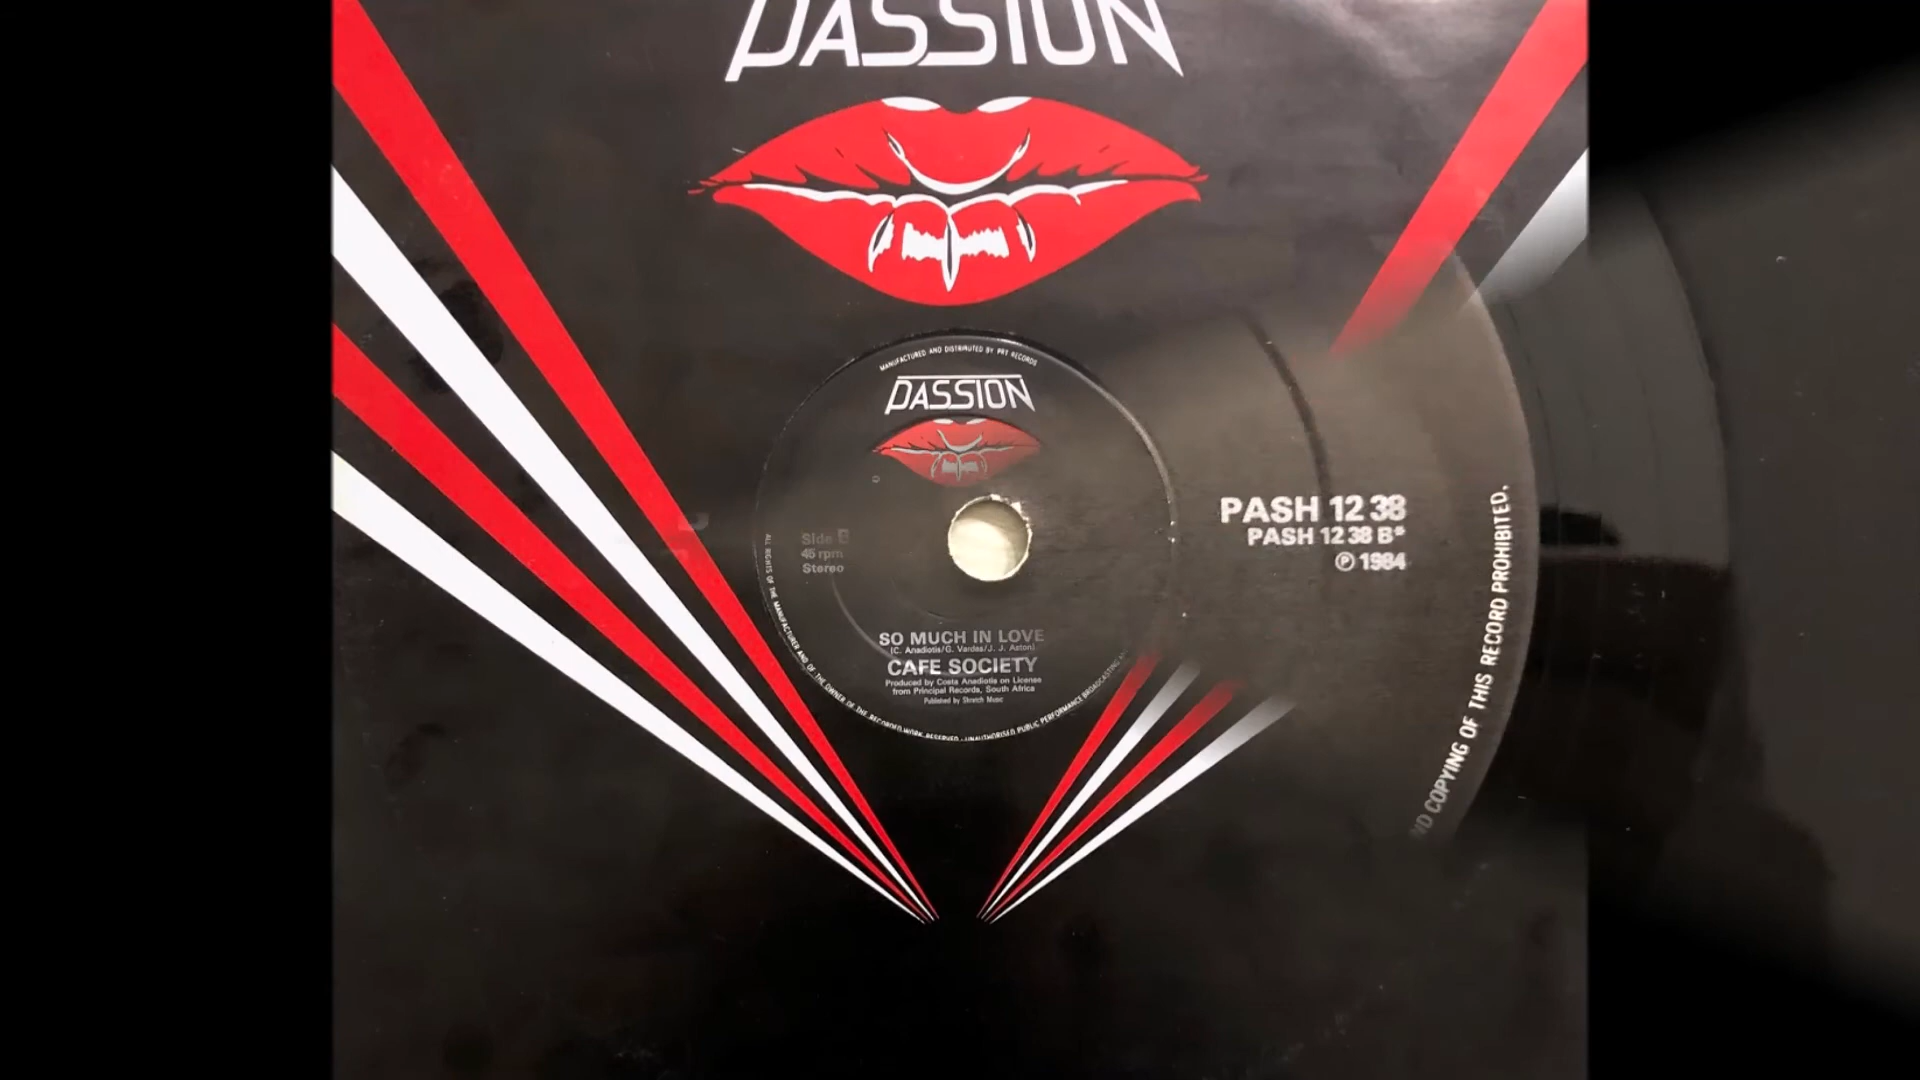 PASSION
MANUFACTURED AND DISTRIBUTED BY PRT RECORDS
PASSION
Side B
45 rpm
Stereo
PASH 12 38
PASH 12 38 B*
℗ 1984
SO MUCH IN LOVE
(C. Anadiotis/G. Vardas/J. J. Aston)
CAFE SOCIETY
Produced by Costa Anadiotis on License
from Principal Records, South Africa
Published by Skratch Music
ALL RIGHTS OF THE MANUFACTURER AND OF THE OWNER OF THE RECORDED WORK RESERVED - UNAUTHORISED PUBLIC PERFORMANCE BROADCASTING
COPYING OF THIS RECORD PROHIBITED.